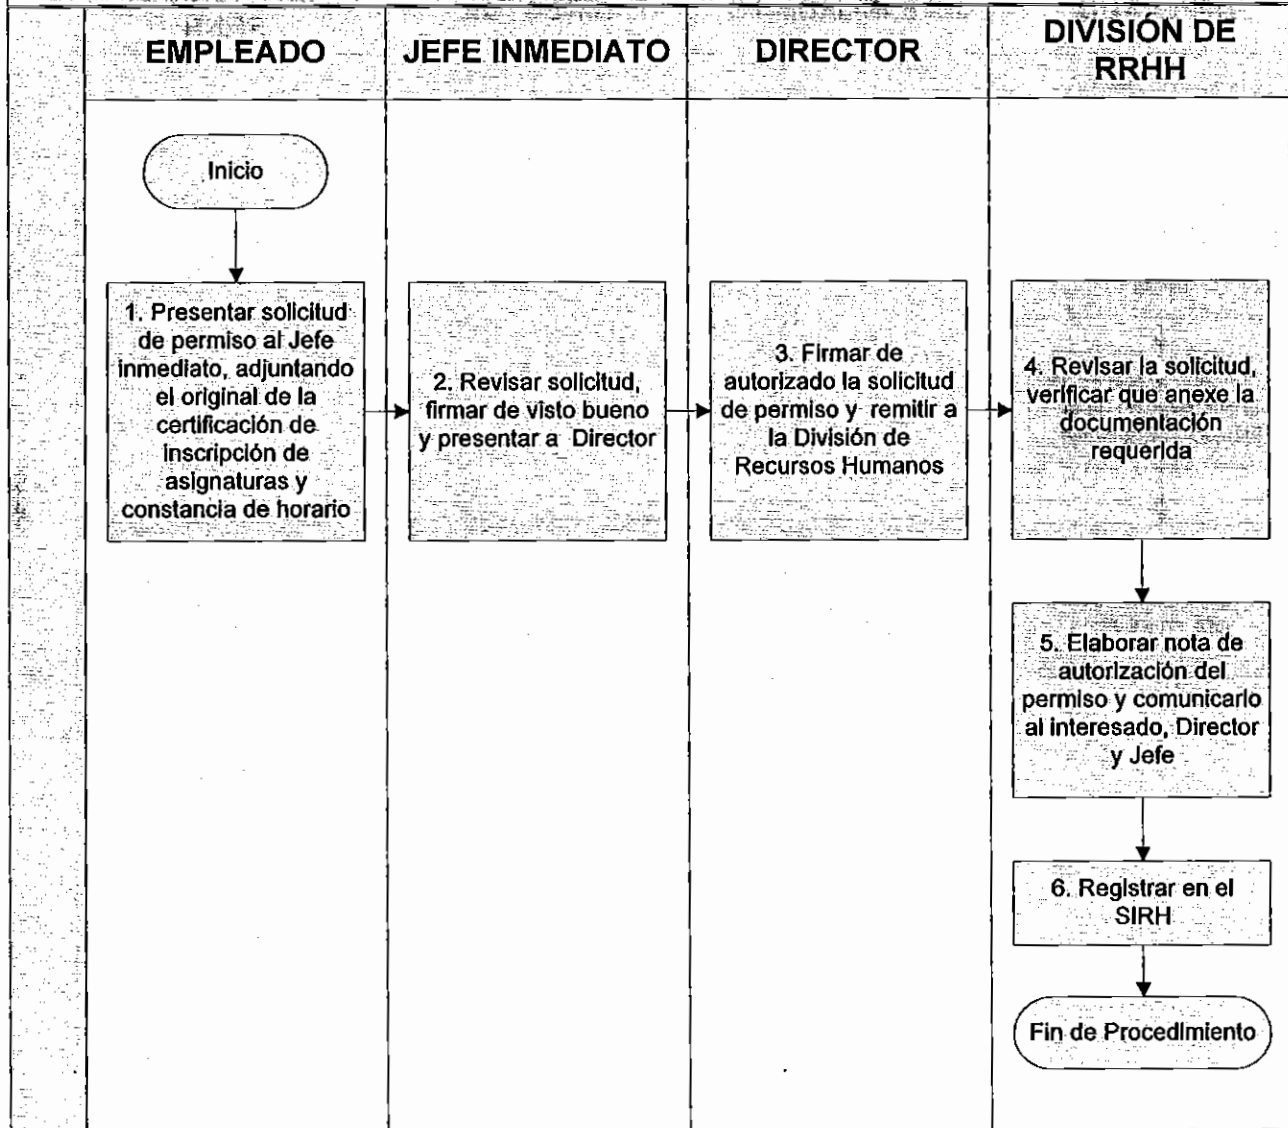 EMPLEADO
JEFE INMEDIATO
DIRECTOR
DIVISIÓN DE
RRHH
Inicio
1. Presentar solicitud
de permiso al Jefe
inmediato, adjuntando
el original de la
certificación de
inscripción de
asignaturas y
constancia de horario
2. Revisar solicitud,
firmar de visto bueno
y presentar a Director
3. Firmar de
autorizado la solicitud
de permiso y remitir a
la División de
Recursos Humanos
4. Revisar la solicitud,
verificar que anexe la
documentación
requerida
5. Elaborar nota de
autorización del
permiso y comunicarlo
al interesado, Director
y Jefe
6. Registrar en el
SIRH
Fin de Procedimiento